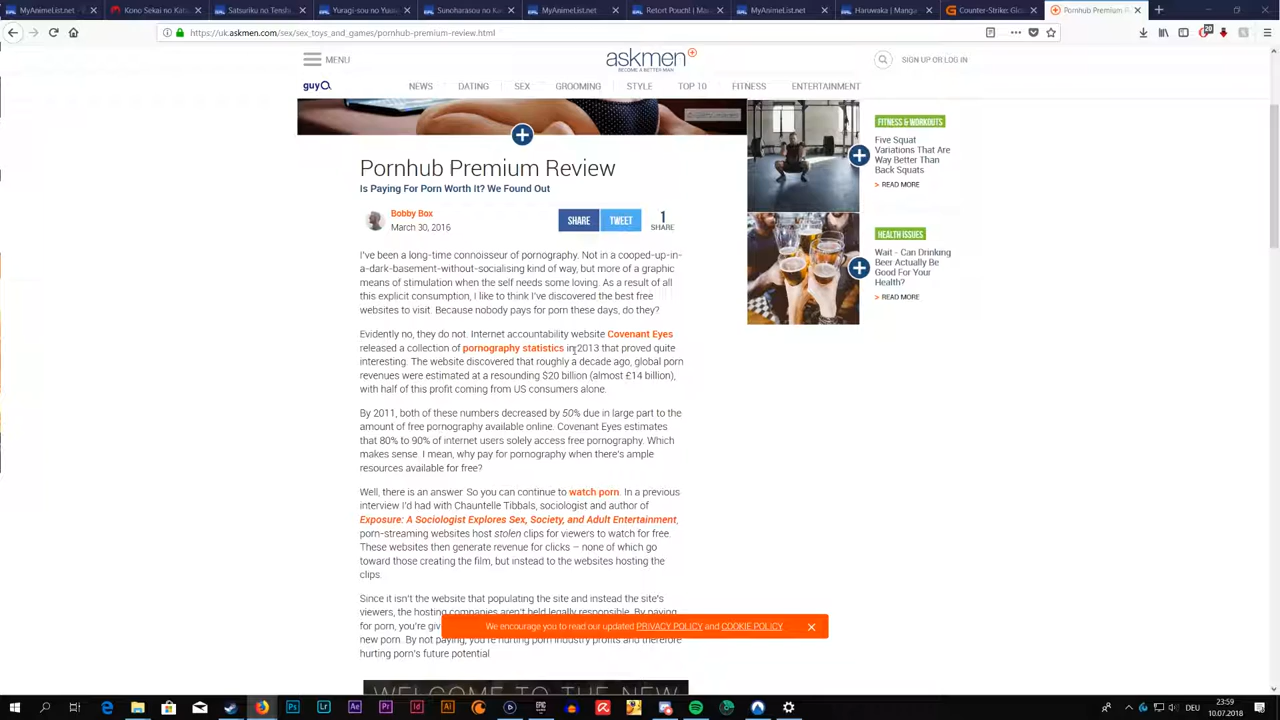 MyAnimeList.net -
Kono Sekai no Katas
Satsuriku no Tensh
Yuragi-sou no Yuu
Sunoharasou no Kan
MyAnimeList.net
Retort Pouch! | Man
MyAnimeList.net
Haruwaka | Manga
Counter-Strike: Glo
Pornhub Premium R
https://uk.askmen.com/sex/sex_toys_and_games/pornhub-premium-review.html
20
MENU
askmen
BECOME A BETTER MAN
SIGN UP OR LOG IN
guyQ
NEWS
DATING
SEX
GROOMING
STYLE
TOP 10
FITNESS
ENTERTAINMENT
Pornhub Premium Review
Is Paying For Porn Worth It? We Found Out
Bobby Box
March 30, 2016
SHARE
TWEET
1
SHARE
I've been a long-time connoisseur of pornography. Not in a cooped-up-in-
a-dark-basement-without-socialising kind of way, but more of a graphic
means of stimulation when the self needs some loving. As a result of all
this explicit consumption, I like to think I've discovered the best free
websites to visit. Because nobody pays for porn these days, do they?
Evidently no, they do not. Internet accountability website Covenant Eyes
released a collection of pornography statistics in 2013 that proved quite
interesting. The website discovered that roughly a decade ago, global porn
revenues were estimated at a resounding $20 billion (almost £14 billion),
with half of this profit coming from US consumers alone.
By 2011, both of these numbers decreased by 50% due in large part to the
amount of free pornography available online. Covenant Eyes estimates
that 80% to 90% of internet users solely access free pornography. Which
makes sense. I mean, why pay for pornography when there's ample
resources available for free?
Well, there is an answer. So you can continue to watch porn. In a previous
interview I'd had with Chauntelle Tibbals, sociologist and author of
Exposure: A Sociologist Explores Sex, Society, and Adult Entertainment,
porn-streaming websites host stolen clips for viewers to watch for free.
These websites then generate revenue for clicks – none of which go
toward those creating the film, but instead to the websites hosting the
clips.
Since it isn't the website that populating the site and instead the site's
viewers, the hosting companies aren't held legally responsible. By paying
for porn, you're giv
new porn. By not paying, you're hurting porn industry profits and therefore
hurting porn's future potential
WELCOME TO THE NEW
FITNESS & WORKOUTS
Five Squat
Variations That Are
Way Better Than
Back Squats
> READ MORE
HEALTH ISSUES
Wait - Can Drinking
Beer Actually Be
Good For Your
Health?
> READ MORE
We encourage you to read our updated PRIVACY POLICY and COOKIE POLICY.
Ps
Lr
Ae
Pr
Id
Ai
EPIC
DEU
23:59
10.07.2018